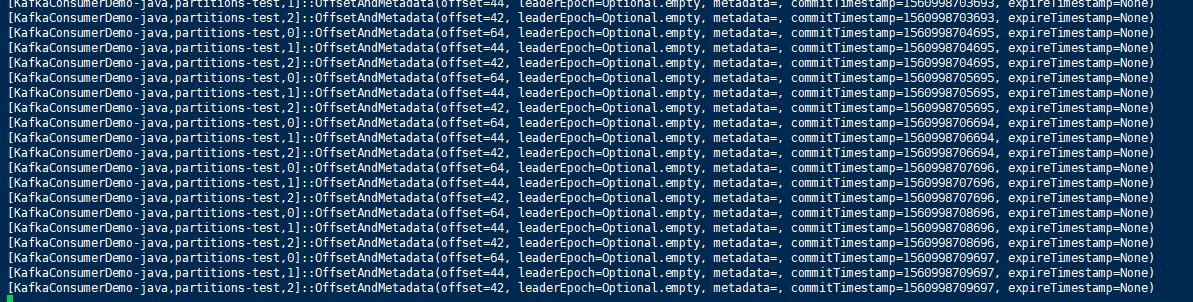 [KafkaConsumerDemo-java,partitions-test,1]::OffsetAndMetadata(offset=44, leaderEpoch=Optional.empty, metadata=, commitTimestamp=1560998703693, expireTimestamp=None)
[KafkaConsumerDemo-java,partitions-test,2]::OffsetAndMetadata(offset=42, leaderEpoch=Optional.empty, metadata=, commitTimestamp=1560998703693, expireTimestamp=None)
[KafkaConsumerDemo-java,partitions-test,0]::OffsetAndMetadata(offset=64, leaderEpoch=Optional.empty, metadata=, commitTimestamp=1560998704695, expireTimestamp=None)
[KafkaConsumerDemo-java,partitions-test,1]::OffsetAndMetadata(offset=44, leaderEpoch=Optional.empty, metadata=, commitTimestamp=1560998704695, expireTimestamp=None)
[KafkaConsumerDemo-java,partitions-test,2]::OffsetAndMetadata(offset=42, leaderEpoch=Optional.empty, metadata=, commitTimestamp=1560998704695, expireTimestamp=None)
[KafkaConsumerDemo-java,partitions-test,0]::OffsetAndMetadata(offset=64, leaderEpoch=Optional.empty, metadata=, commitTimestamp=1560998705695, expireTimestamp=None)
[KafkaConsumerDemo-java,partitions-test,1]::OffsetAndMetadata(offset=44, leaderEpoch=Optional.empty, metadata=, commitTimestamp=1560998705695, expireTimestamp=None)
[KafkaConsumerDemo-java,partitions-test,2]::OffsetAndMetadata(offset=42, leaderEpoch=Optional.empty, metadata=, commitTimestamp=1560998705695, expireTimestamp=None)
[KafkaConsumerDemo-java,partitions-test,0]::OffsetAndMetadata(offset=64, leaderEpoch=Optional.empty, metadata=, commitTimestamp=1560998706694, expireTimestamp=None)
[KafkaConsumerDemo-java,partitions-test,1]::OffsetAndMetadata(offset=44, leaderEpoch=Optional.empty, metadata=, commitTimestamp=1560998706694, expireTimestamp=None)
[KafkaConsumerDemo-java,partitions-test,2]::OffsetAndMetadata(offset=42, leaderEpoch=Optional.empty, metadata=, commitTimestamp=1560998706694, expireTimestamp=None)
[KafkaConsumerDemo-java,partitions-test,0]::OffsetAndMetadata(offset=64, leaderEpoch=Optional.empty, metadata=, commitTimestamp=1560998707696, expireTimestamp=None)
[KafkaConsumerDemo-java,partitions-test,1]::OffsetAndMetadata(offset=44, leaderEpoch=Optional.empty, metadata=, commitTimestamp=1560998707696, expireTimestamp=None)
[KafkaConsumerDemo-java,partitions-test,2]::OffsetAndMetadata(offset=42, leaderEpoch=Optional.empty, metadata=, commitTimestamp=1560998707696, expireTimestamp=None)
[KafkaConsumerDemo-java,partitions-test,0]::OffsetAndMetadata(offset=64, leaderEpoch=Optional.empty, metadata=, commitTimestamp=1560998708696, expireTimestamp=None)
[KafkaConsumerDemo-java,partitions-test,1]::OffsetAndMetadata(offset=44, leaderEpoch=Optional.empty, metadata=, commitTimestamp=1560998708696, expireTimestamp=None)
[KafkaConsumerDemo-java,partitions-test,2]::OffsetAndMetadata(offset=42, leaderEpoch=Optional.empty, metadata=, commitTimestamp=1560998708696, expireTimestamp=None)
[KafkaConsumerDemo-java,partitions-test,0]::OffsetAndMetadata(offset=64, leaderEpoch=Optional.empty, metadata=, commitTimestamp=1560998709697, expireTimestamp=None)
[KafkaConsumerDemo-java,partitions-test,1]::OffsetAndMetadata(offset=44, leaderEpoch=Optional.empty, metadata=, commitTimestamp=1560998709697, expireTimestamp=None)
[KafkaConsumerDemo-java,partitions-test,2]::OffsetAndMetadata(offset=42, leaderEpoch=Optional.empty, metadata=, commitTimestamp=1560998709697, expireTimestamp=None)